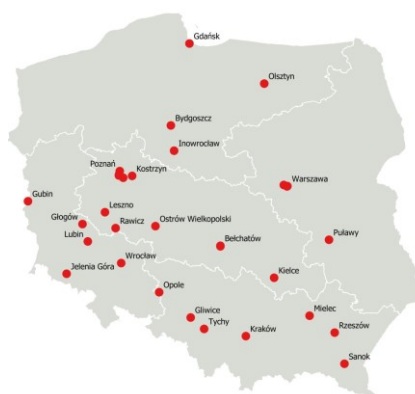 Gdańsk
Olsztyn
Bydgoszcz
Inowrocław
Poznań
Kostrzyn
Warszawa
Gubin
Leszno
Głogów
Rawicz
Ostrów Wielkopolski
Lubin
Bełchatów
Puławy
Wrocław
Jelenia Góra
Kielce
Opole
Gliwice
Mielec
Tychy
Kraków
Rzeszów
Sanok